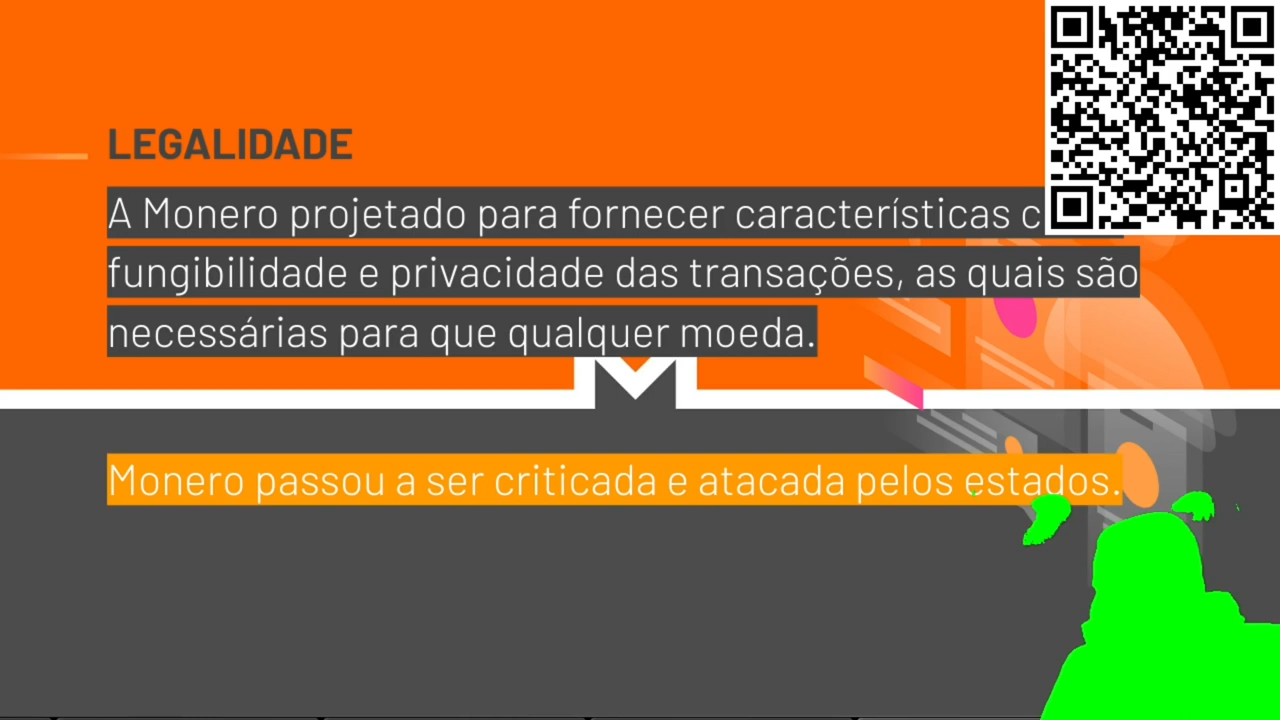 LEGALIDADE
A Monero projetado para fornecer características
fungibilidade e privacidade das transações, as quais são
necessárias para que qualquer moeda.
Monero passou a ser criticada e atacada pelos estados.